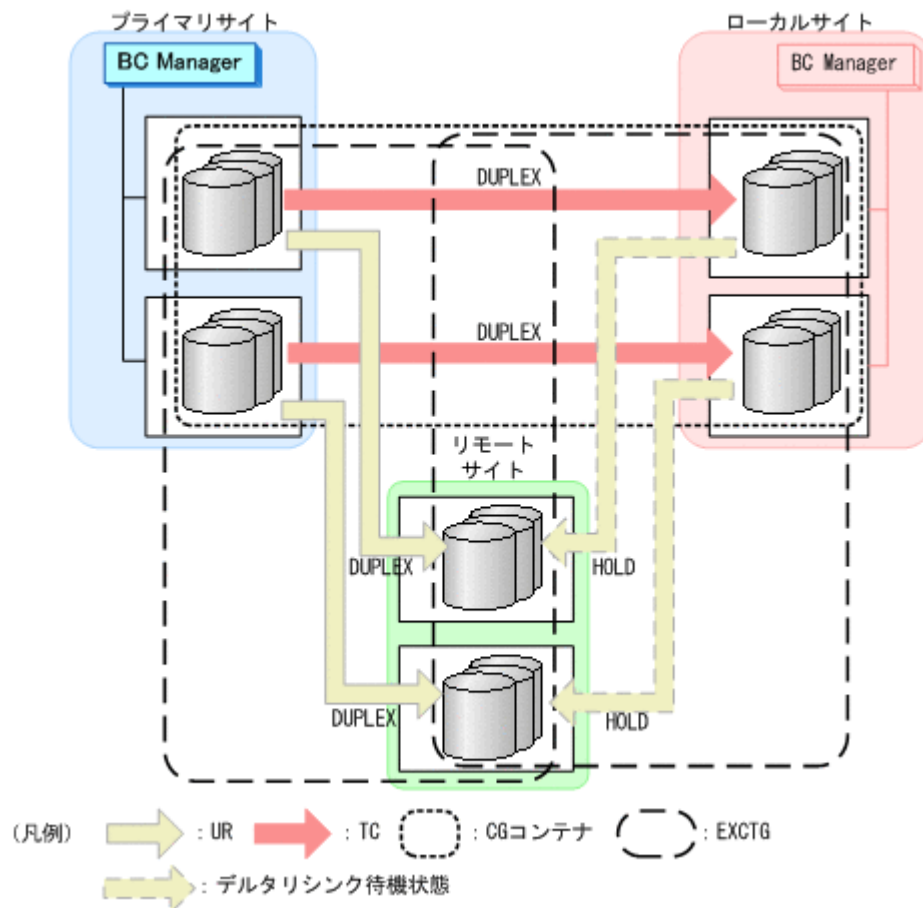 プライマリサイト
ローカルサイト
BC Manager
BC Manager
DUPLEX
DUPLEX
リモート
サイト
DUPLEX
HOLD
DUPLEX
HOLD
(凡例) : UR : TC : CGコンテナ : EXCTG
: デルタリシンク待機状態